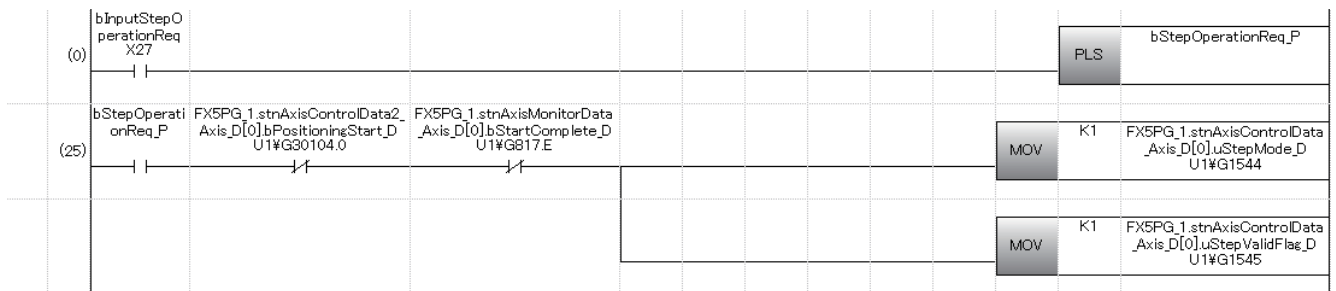 bInputStepO
perationReq
X27
(0)
PLS
bStepOperationReq_P
bStepOperati
onReq_P
FX5PG_1.stnAxisControlData2_
Axis_D[0].bPositioningStart_D
U1¥G30104.0
FX5PG_1.stnAxisMonitorData
_Axis_D[0].bStartComplete_D
U1¥G817.E
(25)
MOV
K1
FX5PG_1.stnAxisControlData
_Axis_D[0].uStepMode_D
U1¥G1544
MOV
K1
FX5PG_1.stnAxisControlData
_Axis_D[0].uStepValidFlag_D
U1¥G1545